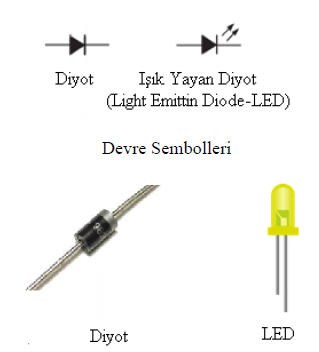 Diyot
Işık Yayan Diyot
(Light Emittin Diode-LED)
Devre Sembolleri
Diyot
LED